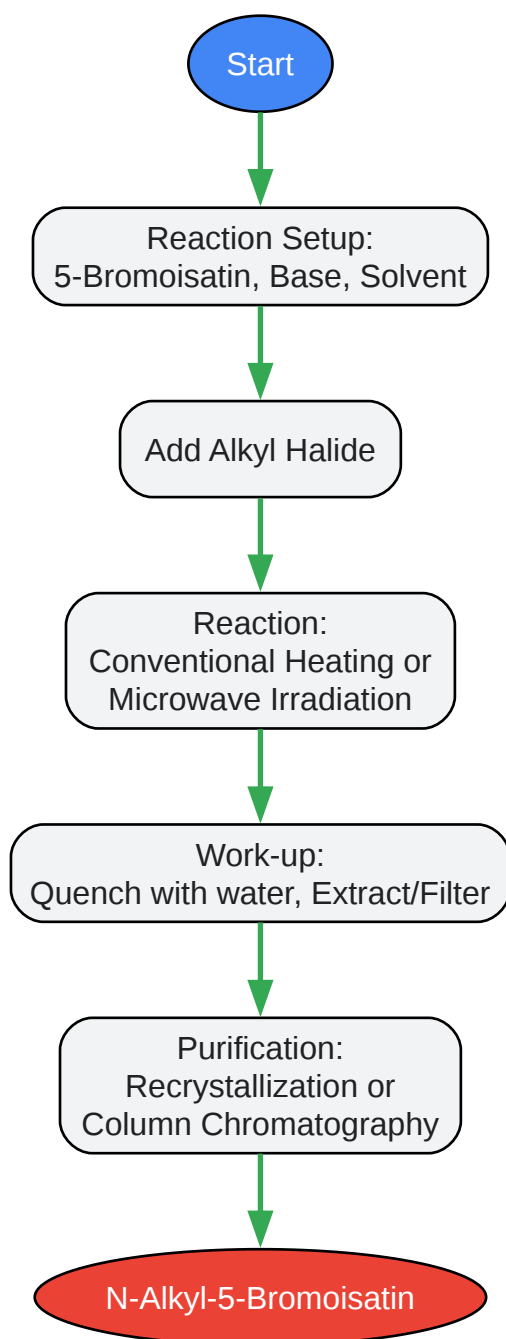 Start
Reaction Setup:
5-Bromoisatin, Base, Solvent
Add Alkyl Halide
Reaction:
Conventional Heating or
Microwave Irradiation
Work-up:
Quench with water, Extract/Filter
Purification:
Recrystallization or
Column Chromatography
N-Alkyl-5-Bromoisatin